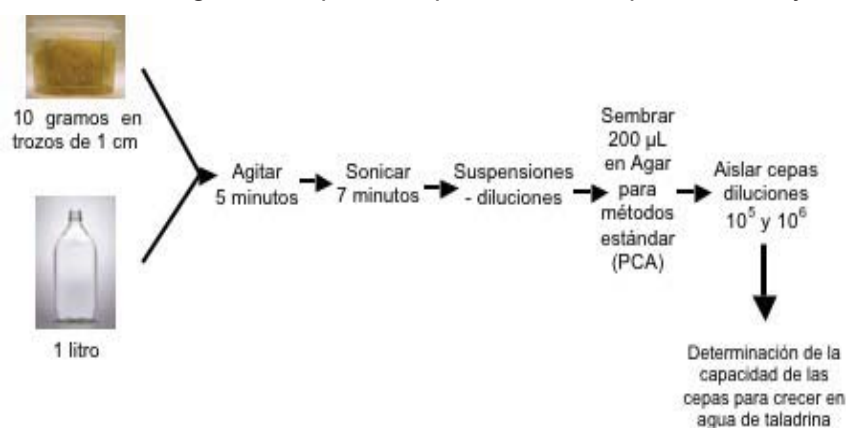 10 gramos en
trozos de 1 cm
1 litro
Agitar
5 minutos
Sonicar
7 minutos
Suspensiones
- diluciones
Sembrar
200 µL
en Agar
para
métodos
estándar
(PCA)
Aislar cepas
diluciones
10⁵ y 10⁶
Determinación de la
capacidad de las
cepas para crecer en
agua de taladrina